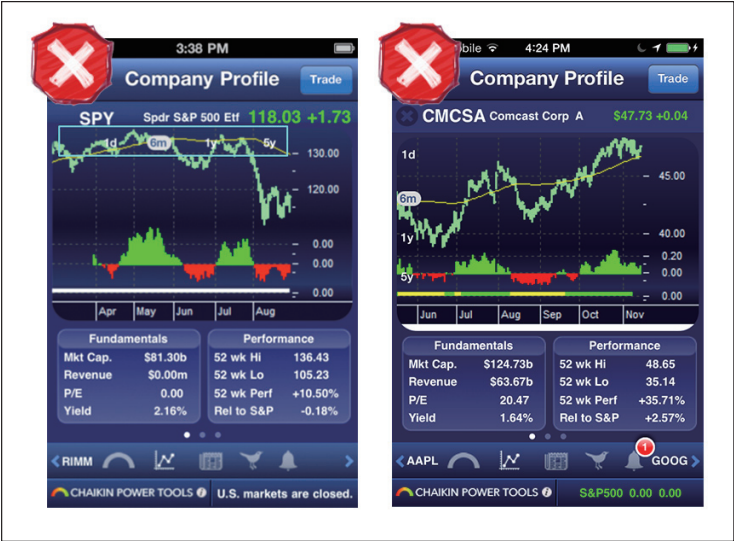 3:38 PM
Company Profile
Trade
SPY Spdr S&P 500 Etf 118.03 +1.73
1d 6m 1y 5y
130.00
120.00
0.00
0.00
0.00
Apr May Jun Jul Aug
Fundamentals
Mkt Cap. $81.30b
Revenue $0.00m
P/E 0.00
Yield 2.16%
Performance
52 wk Hi 136.43
52 wk Lo 105.23
52 wk Perf +10.50%
Rel to S&P -0.18%
RIMM
CHAIKIN POWER TOOLS i U.S. markets are closed.
4:24 PM
Company Profile
Trade
CMCSA Comcast Corp A $47.73 +0.04
1d
6m
1y
5y
45.00
40.00
0.20
0.00
0.00
Jun Jul Aug Sep Oct Nov
Fundamentals
Mkt Cap. $124.73b
Revenue $63.67b
P/E 20.47
Yield 1.64%
Performance
52 wk Hi 48.65
52 wk Lo 35.14
52 wk Perf +35.71%
Rel to S&P +2.57%
AAPL 1 GOOG
CHAIKIN POWER TOOLS i S&P500 0.00 0.00